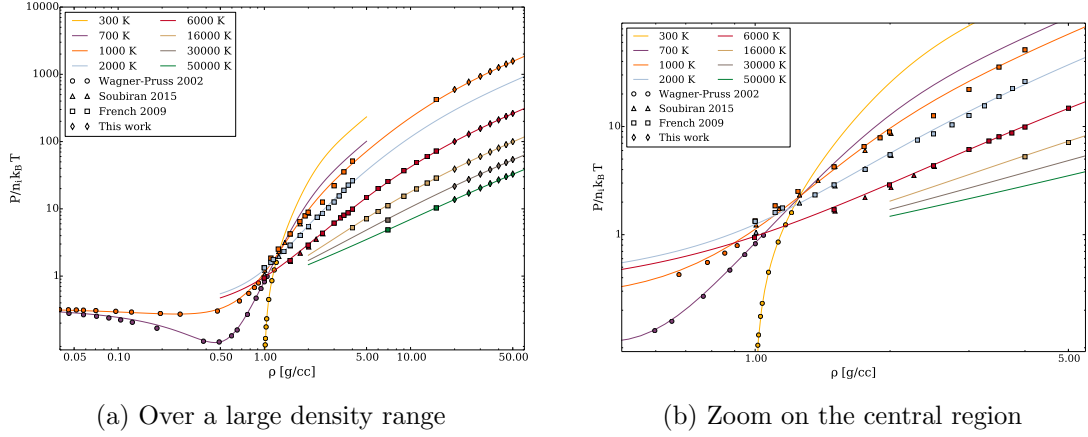 300 K 6000 K
700 K 16000 K
1000 K 30000 K
2000 K 50000 K
Wagner-Pruss 2002
Soubiran 2015
French 2009
This work
10000
1000
100
10
1
P/n_i k_B T
0.05 0.10 0.50 1.00 5.00 10.00 50.00
ρ [g/cc]
(a) Over a large density range
300 K 6000 K
700 K 16000 K
1000 K 30000 K
2000 K 50000 K
Wagner-Pruss 2002
Soubiran 2015
French 2009
This work
10
1
P/n_i k_B T
1.00 5.00
ρ [g/cc]
(b) Zoom on the central region